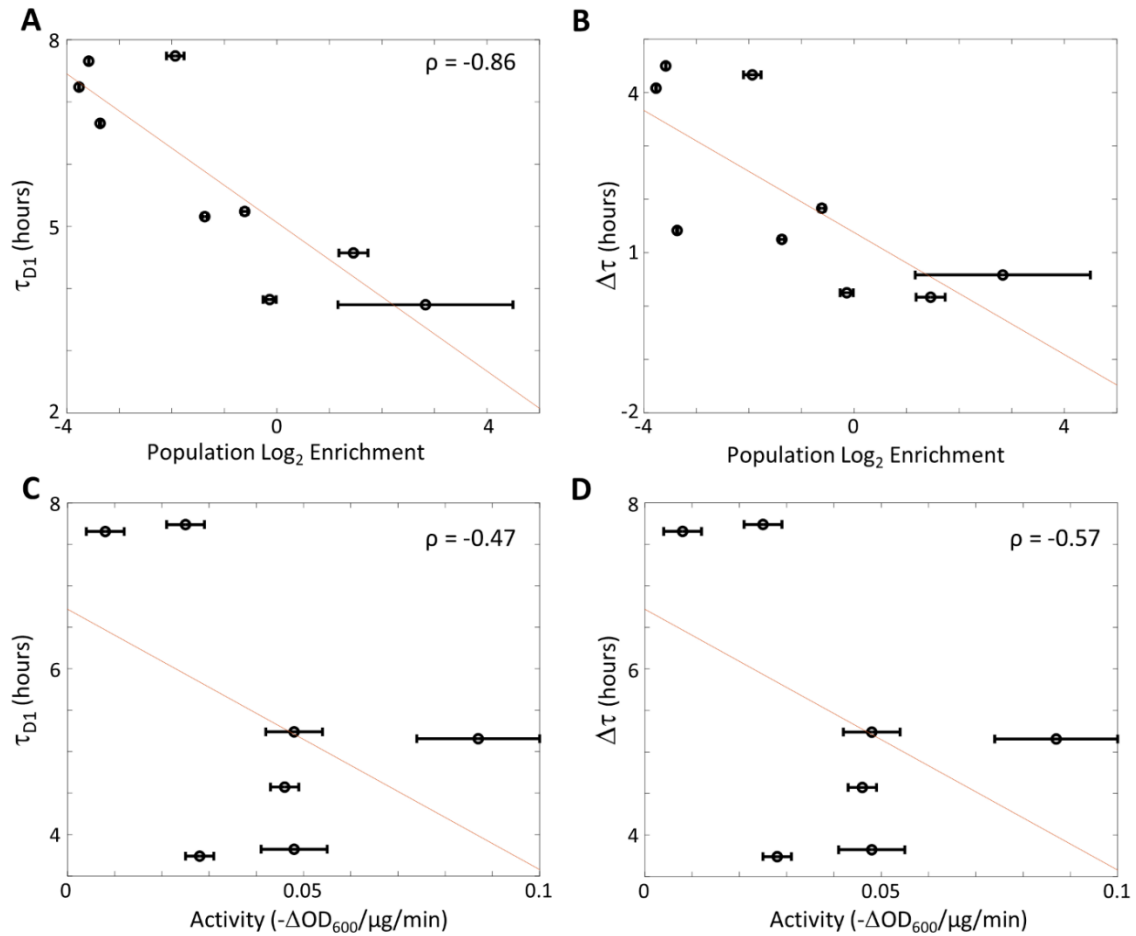 A
8
ρ = -0.86
5
2
τD1 (hours)
-4
0
4
Population Log2 Enrichment
B
4
1
-2
Δτ (hours)
-4
0
4
Population Log2 Enrichment
C
8
ρ = -0.47
6
4
τD1 (hours)
0
0.05
0.1
Activity (-ΔOD600/μg/min)
D
8
ρ = -0.57
6
4
Δτ (hours)
0
0.05
0.1
Activity (-ΔOD600/μg/min)